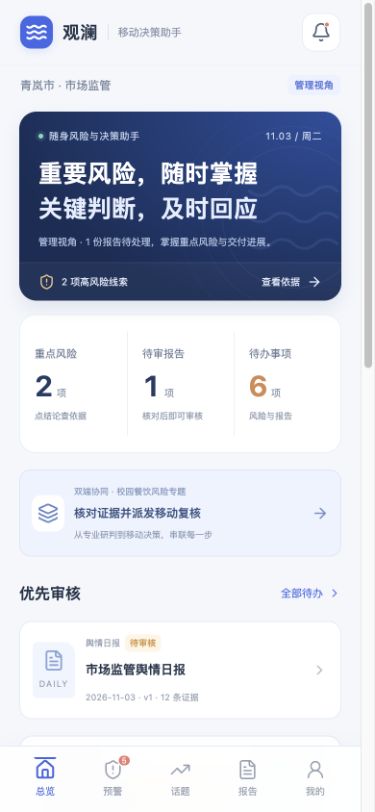 观澜
移动决策助手
青岚市 · 市场监管
管理视角
随身风险与决策助手
11.03 / 周二
重要风险，随时掌握
关键判断，及时回应
管理视角 · 1 份报告待处理，掌握重点风险与交付进展。
2 项高风险线索
查看依据
重点风险
待审报告
待办事项
2 项
1 项
6 项
点结论查依据
核对后即可审核
风险与报告
双端协同 · 校园餐饮风险专题
核对证据并派发移动复核
从专业研判到移动决策，串联每一步
优先审核
全部待办
舆情日报
待审核
市场监管舆情日报
DAILY
2026-11-03 · v1 · 12 条证据
5
总览
预警
话题
报告
我的